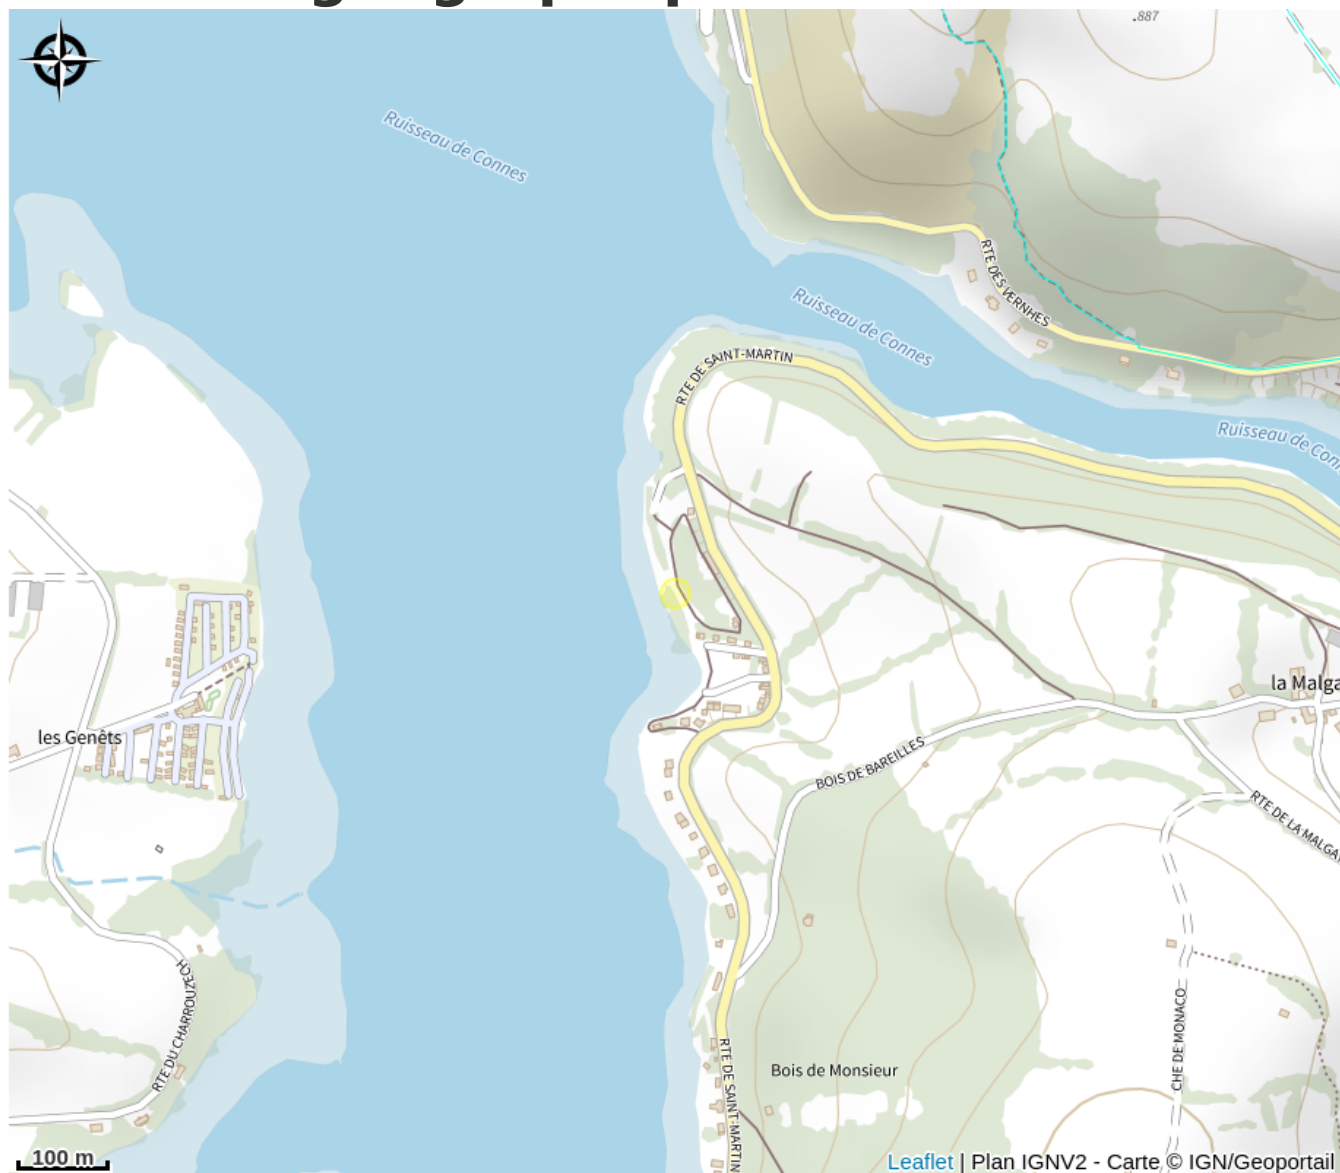 .887
Ruisseau de Connes
RTE DES VERNHES
Ruisseau de Connes
RTE DE SAINT-MARTIN
Ruisseau de Con
la Malga
les Genêts
BOIS DE BAREILLES
RTE DE LA MALGA
RTE DU CHARROUZECH
CHE DE MONACO
RTE DE SAINT-MARTIN
Bois de Monsieur
100 m
Leaflet | Plan IGNV2 - Carte © IGN/Geoportail